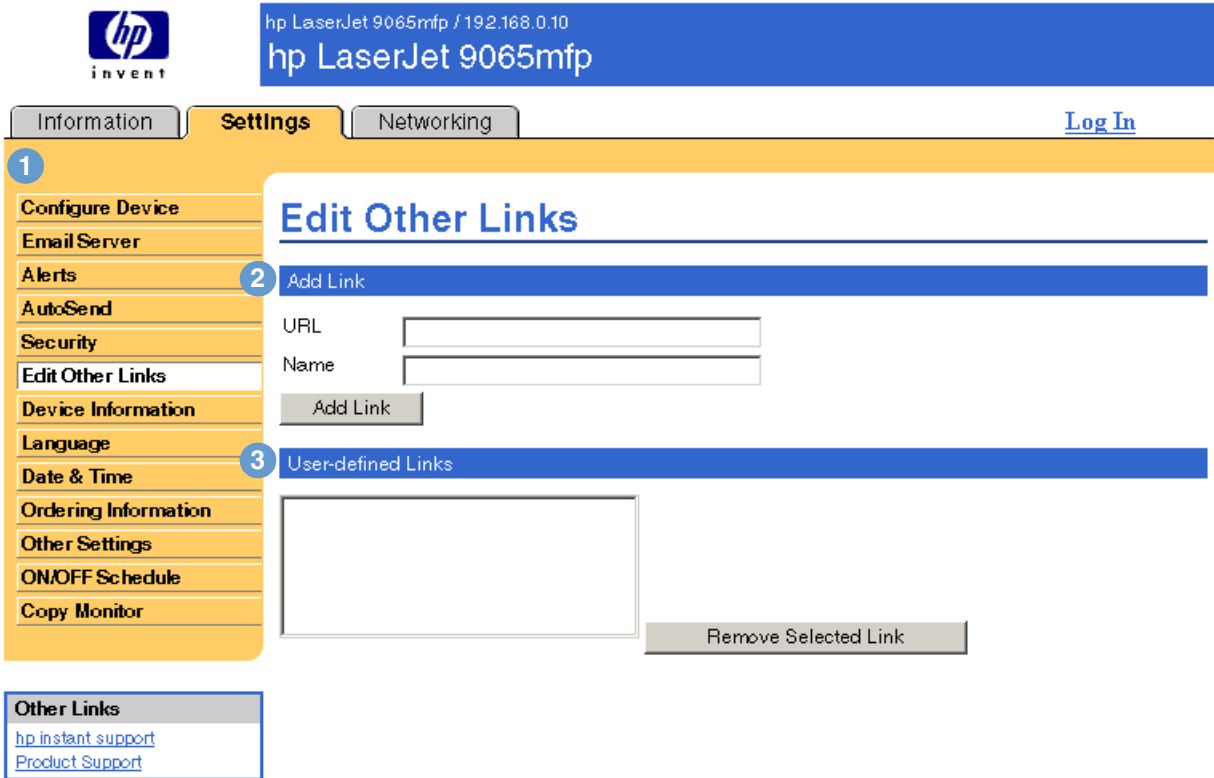 hp
invent
hp LaserJet 9065mfp / 192.168.0.10
hp LaserJet 9065mfp
Information
Settings
Networking
Log In
1
Configure Device
Email Server
Alerts
AutoSend
Security
Edit Other Links
Device Information
Language
Date & Time
Ordering Information
Other Settings
ON/OFF Schedule
Copy Monitor
Edit Other Links
2
Add Link
URL
Name
Add Link
3
User-defined Links
Remove Selected Link
Other Links
hp instant support
Product Support